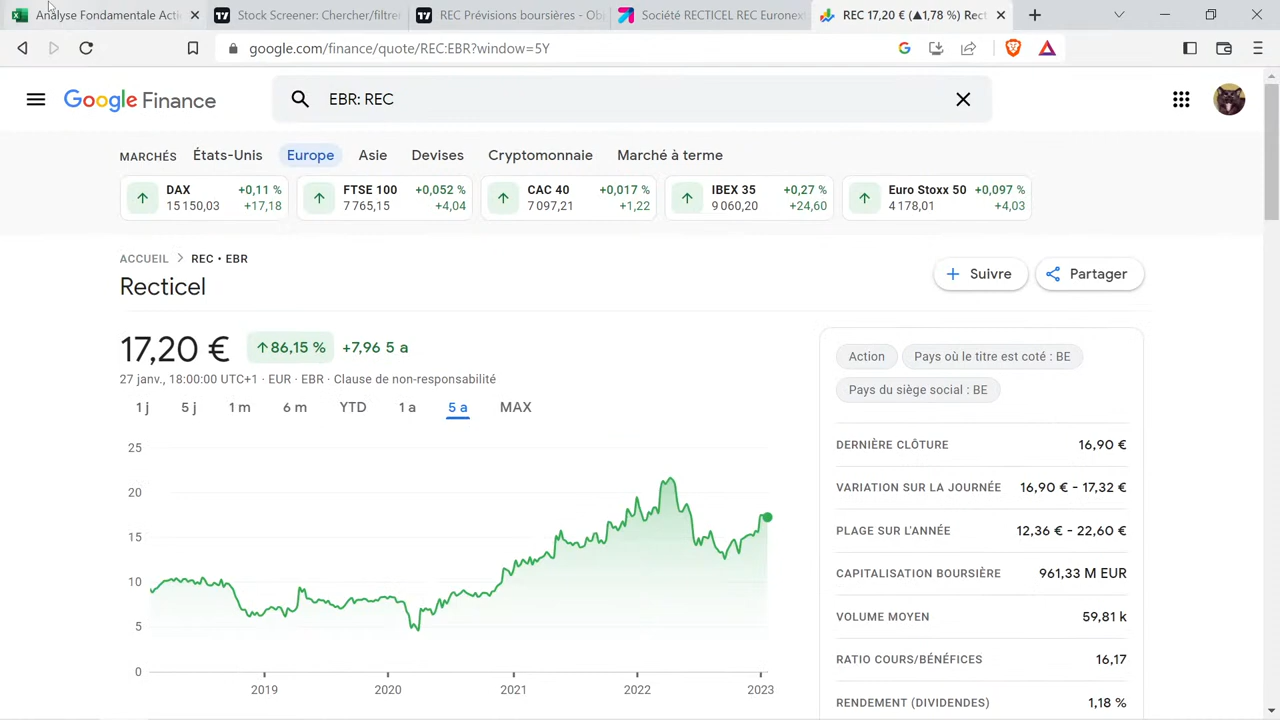 Analyse Fondamentale Acti
Stock Screener: Chercher/filtrer
REC Prévisions boursières - Ob
Société RECTICEL REC Euronex
REC 17,20 € (▲1,78 %) Rect
google.com/finance/quote/REC:EBR?window=5Y
Google Finance
EBR: REC
MARCHÉS États-Unis Europe Asie Devises Cryptomonnaie Marché à terme
DAX +0,11 %
15 150,03 +17,18
FTSE 100 +0,052 %
7 765,15 +4,04
CAC 40 +0,017 %
7 097,21 +1,22
IBEX 35 +0,27 %
9 060,20 +24,60
Euro Stoxx 50 +0,097 %
4 178,01 +4,03
ACCUEIL > REC • EBR
Recticel
Suivre
Partager
17,20 € ↑86,15 % +7,96 5 a
27 janv., 18:00:00 UTC+1 · EUR · EBR · Clause de non-responsabilité
1 j 5 j 1 m 6 m YTD 1 a 5 a MAX
25
20
15
10
5
0
2019 2020 2021 2022 2023
Action
Pays où le titre est coté : BE
Pays du siège social : BE
DERNIÈRE CLÔTURE 16,90 €
VARIATION SUR LA JOURNÉE 16,90 € - 17,32 €
PLAGE SUR L'ANNÉE 12,36 € - 22,60 €
CAPITALISATION BOURSIÈRE 961,33 M EUR
VOLUME MOYEN 59,81 k
RATIO COURS/BÉNÉFICES 16,17
RENDEMENT (DIVIDENDES) 1,18 %